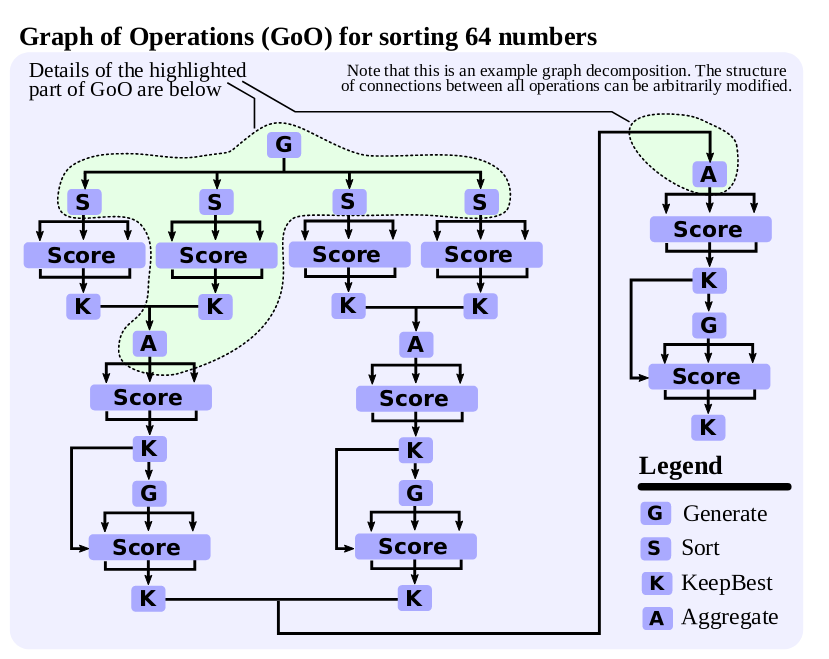 Graph of Operations (GoO) for sorting 64 numbers
Details of the highlighted
part of GoO are below
Note that this is an example graph decomposition. The structure
of connections between all operations can be arbitrarily modified.
G
S S S S
Score Score Score Score
K K K K
A A
Score Score
K K
G G
Score Score
K K
A
Score
K
G
Score
K
Legend
G Generate
S Sort
K KeepBest
A Aggregate